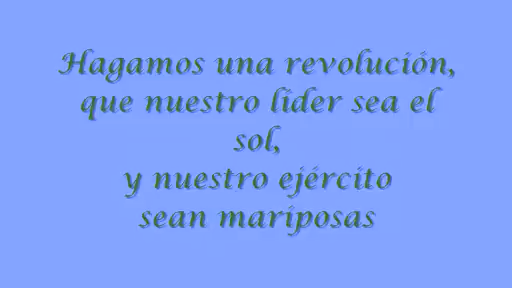 Hagamos una revolución,
que nuestro líder sea el
sol,
y nuestro ejército
sean mariposas